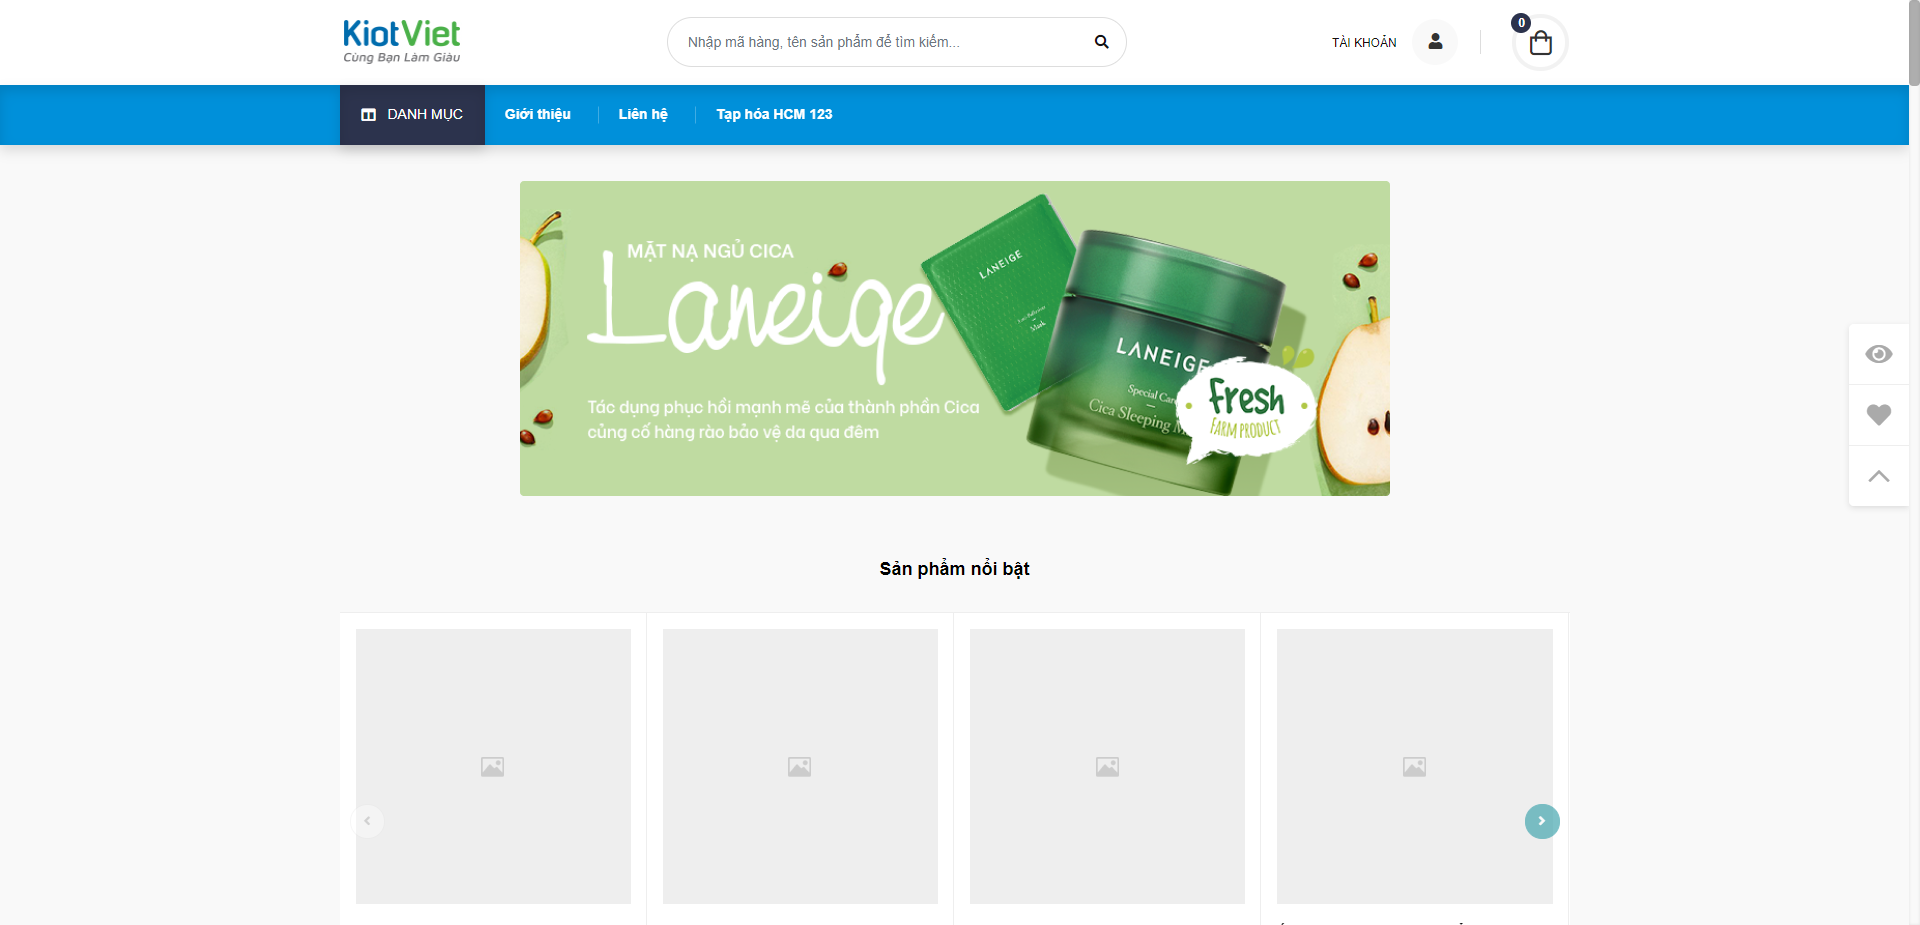 KiotViet
Cùng Bạn Làm Giàu
Nhập mã hàng, tên sản phẩm để tìm kiếm...
TÀI KHOẢN
0
DANH MỤC
Giới thiệu
Liên hệ
Tạp hóa HCM 123
MẶT NẠ NGỦ CICA
Laneige
Tác dụng phục hồi mạnh mẽ của thành phần Cica
củng cố hàng rào bảo vệ da qua đêm
LANEIGE
Mask
LANEIGE
Special Car
Cica Sleeping M
fresh
FARM PRODUCT
Sản phẩm nổi bật